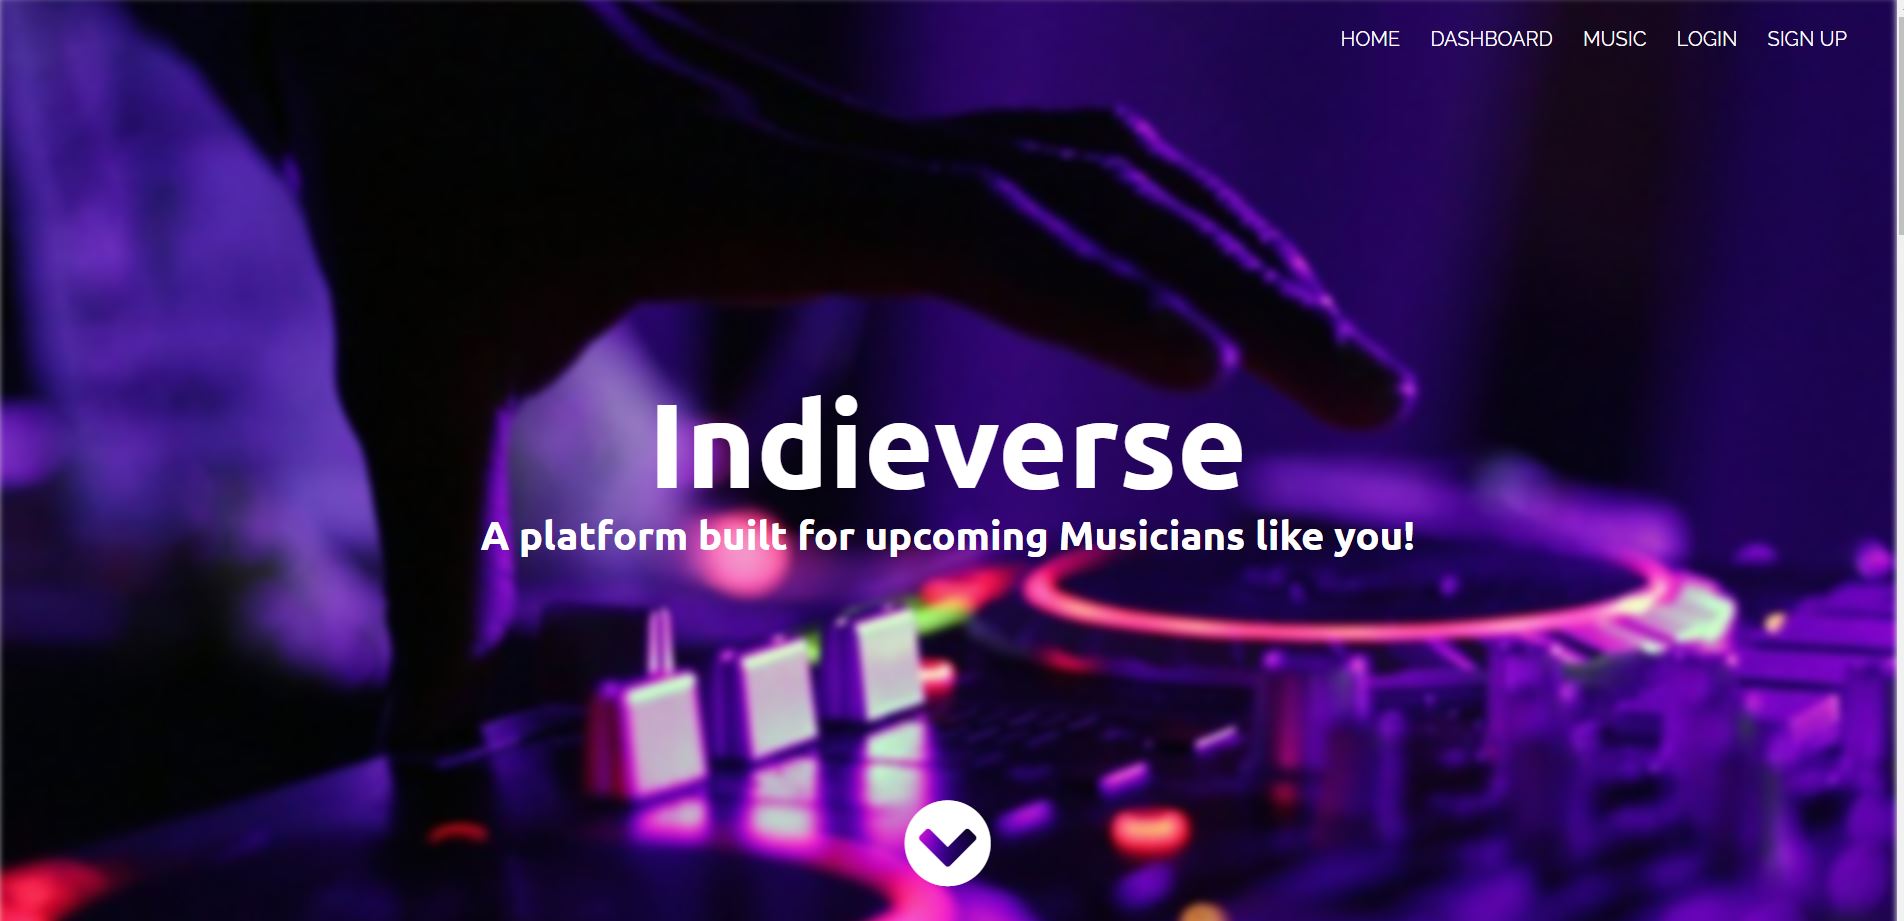 HOME DASHBOARD MUSIC LOGIN SIGN UP
Indieverse
A platform built for upcoming Musicians like you!